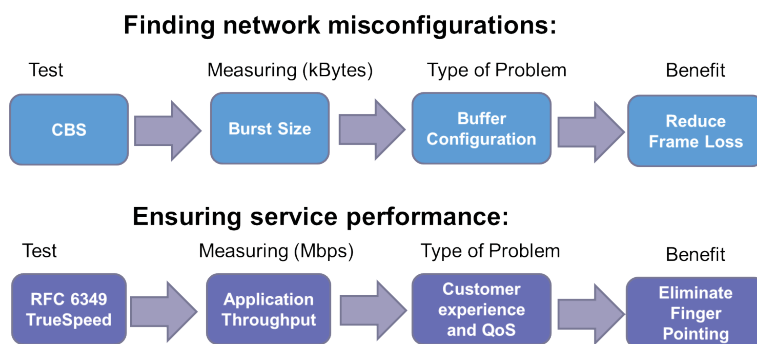 Finding network misconfigurations:
Test Measuring (kBytes) Type of Problem Benefit
CBS
Burst Size
Buffer
Configuration
Reduce
Frame Loss
Ensuring service performance:
Test Measuring (Mbps) Type of Problem Benefit
RFC 6349
TrueSpeed
Application
Throughput
Customer
experience
and QoS
Eliminate
Finger
Pointing